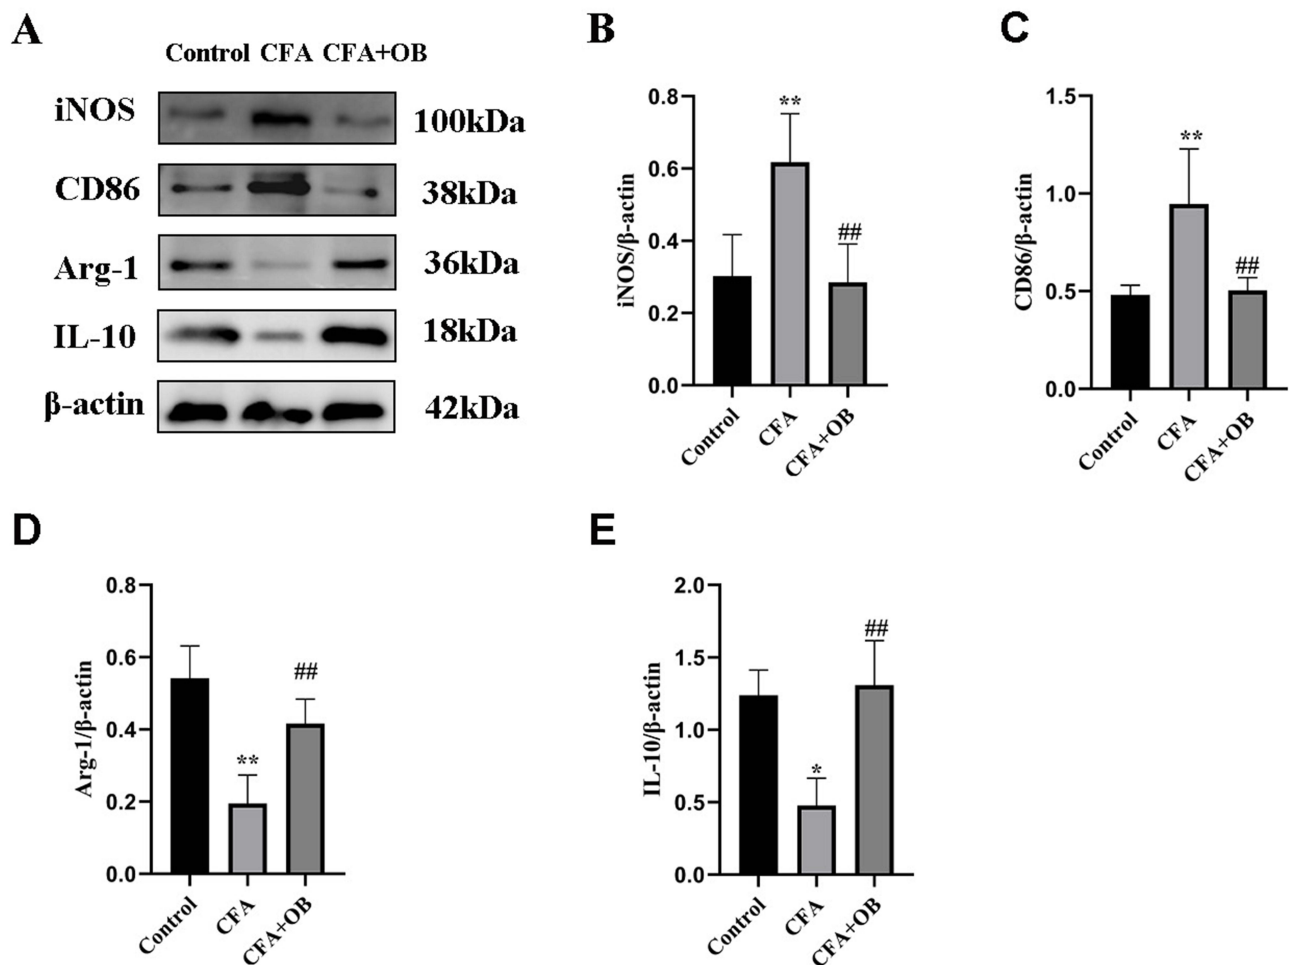 A
Control CFA CFA+OB
iNOS 100kDa
CD86 38kDa
Arg-1 36kDa
IL-10 18kDa
β-actin 42kDa
B
iNOS/β-actin
0.8
0.6
0.4
0.2
0.0
**
##
Control
CFA
CFA+OB
C
CD86/β-actin
1.5
1.0
0.5
0.0
**
##
Control
CFA
CFA+OB
D
Arg-1/β-actin
0.8
0.6
0.4
0.2
0.0
**
##
Control
CFA
CFA+OB
E
IL-10/β-actin
2.0
1.5
1.0
0.5
0.0
*
##
Control
CFA
CFA+OB